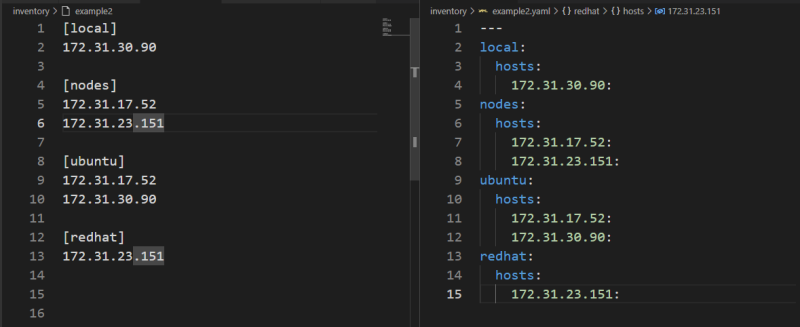 inventory > example2
1 [local]
2 172.31.30.90
3
4 [nodes]
5 172.31.17.52
6 172.31.23.151
7
8 [ubuntu]
9 172.31.17.52
10 172.31.30.90
11
12 [redhat]
13 172.31.23.151
14
15
16
inventory > example2.yaml > {} redhat > {} hosts > 172.31.23.151
1 ---
2 local:
3 hosts:
4 172.31.30.90:
5 nodes:
6 hosts:
7 172.31.17.52:
8 172.31.23.151:
9 ubuntu:
10 hosts:
11 172.31.17.52:
12 172.31.30.90:
13 redhat:
14 hosts:
15 172.31.23.151: